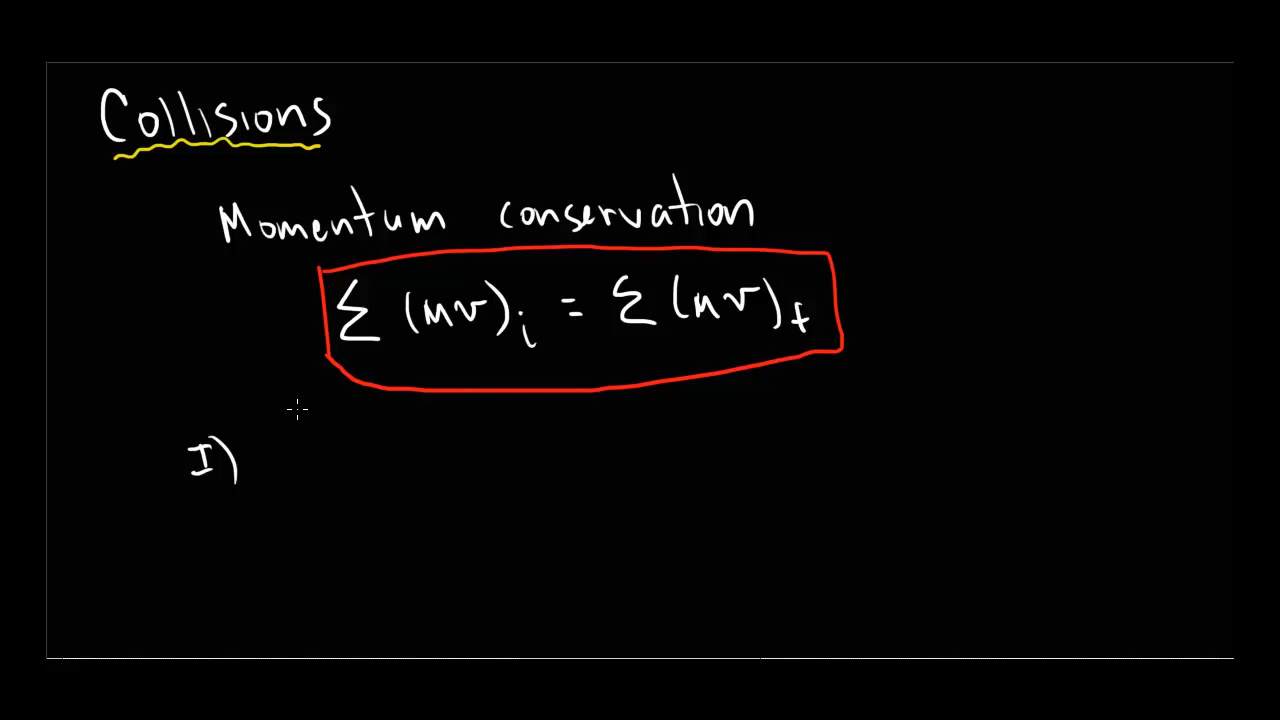 Collisions
Momentum conservation
Σ (mv)i = Σ (mv)f
I)